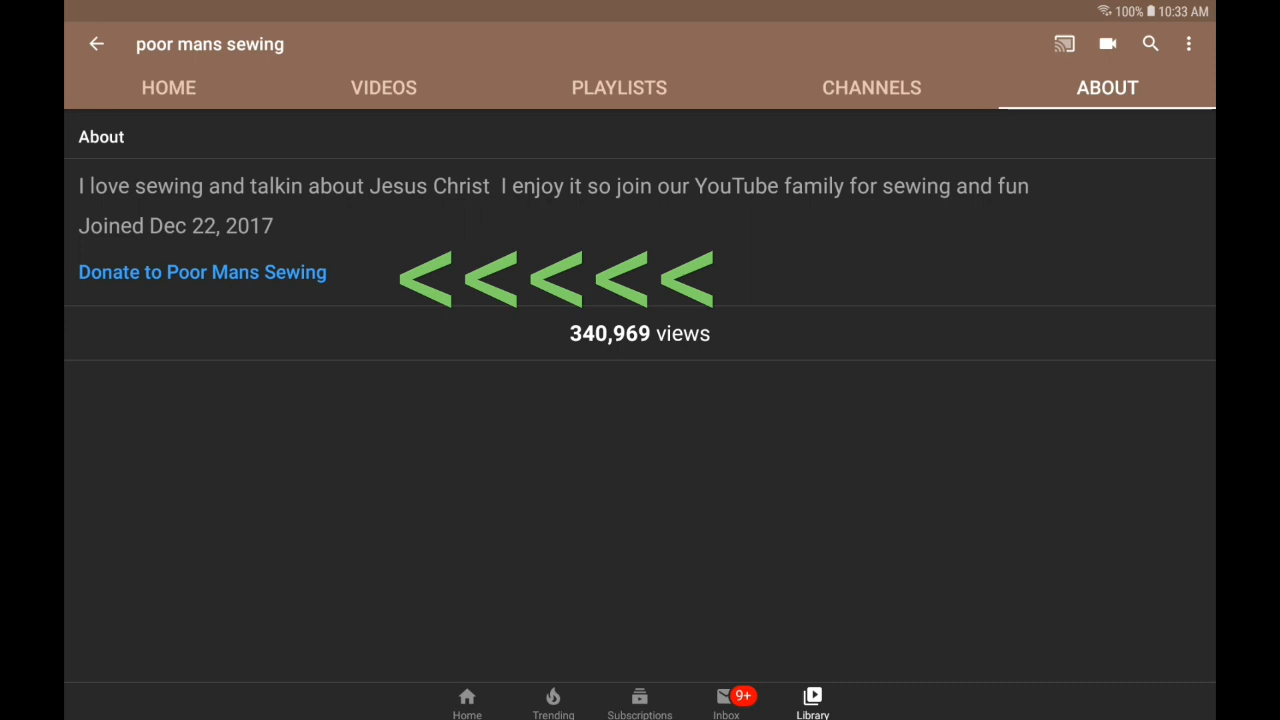 100% 10:33 AM
poor mans sewing
HOME VIDEOS PLAYLISTS CHANNELS ABOUT
About
I love sewing and talkin about Jesus Christ  I enjoy it so join our YouTube family for sewing and fun
Joined Dec 22, 2017
Donate to Poor Mans Sewing <<<<<
340,969 views
9+
Home Trending Subscriptions Inbox Library